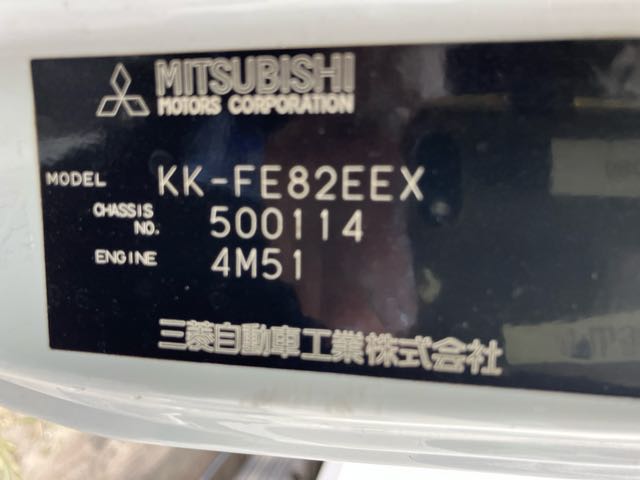 MITSUBISHI
MOTORS CORPORATION
MODEL KK-FE82EEX
CHASSIS NO. 500114
ENGINE 4M51
三菱自動車工業株式会社